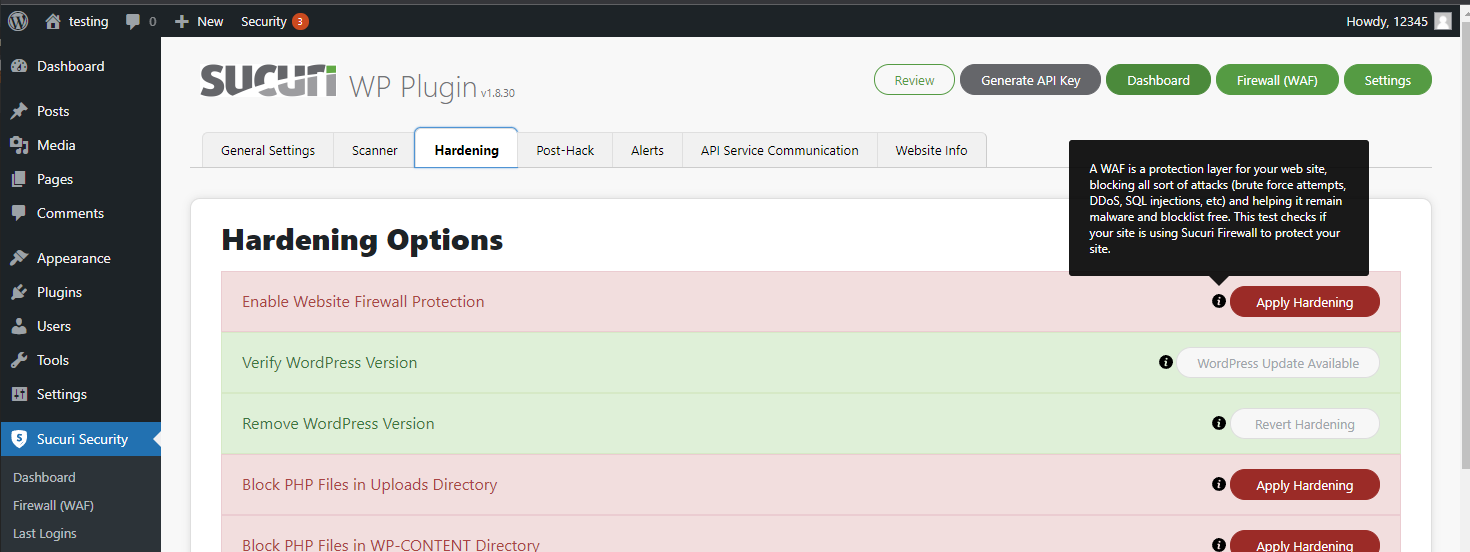 testing 0 New Security 3 Howdy, 12345
Dashboard
Posts
Media
Pages
Comments
Appearance
Plugins
Users
Tools
Settings
Sucuri Security
Dashboard
Firewall (WAF)
Last Logins
SUCURI WP Plugin v1.8.30
Review Generate API Key Dashboard Firewall (WAF) Settings
General Settings Scanner Hardening Post-Hack Alerts API Service Communication Website Info
A WAF is a protection layer for your web site,
blocking all sort of attacks (brute force attempts,
DDoS, SQL injections, etc) and helping it remain
malware and blocklist free. This test checks if
your site is using Sucuri Firewall to protect your
site.
Hardening Options
Enable Website Firewall Protection Apply Hardening
Verify WordPress Version WordPress Update Available
Remove WordPress Version Revert Hardening
Block PHP Files in Uploads Directory Apply Hardening
Block PHP Files in WP-CONTENT Directory Apply Hardening